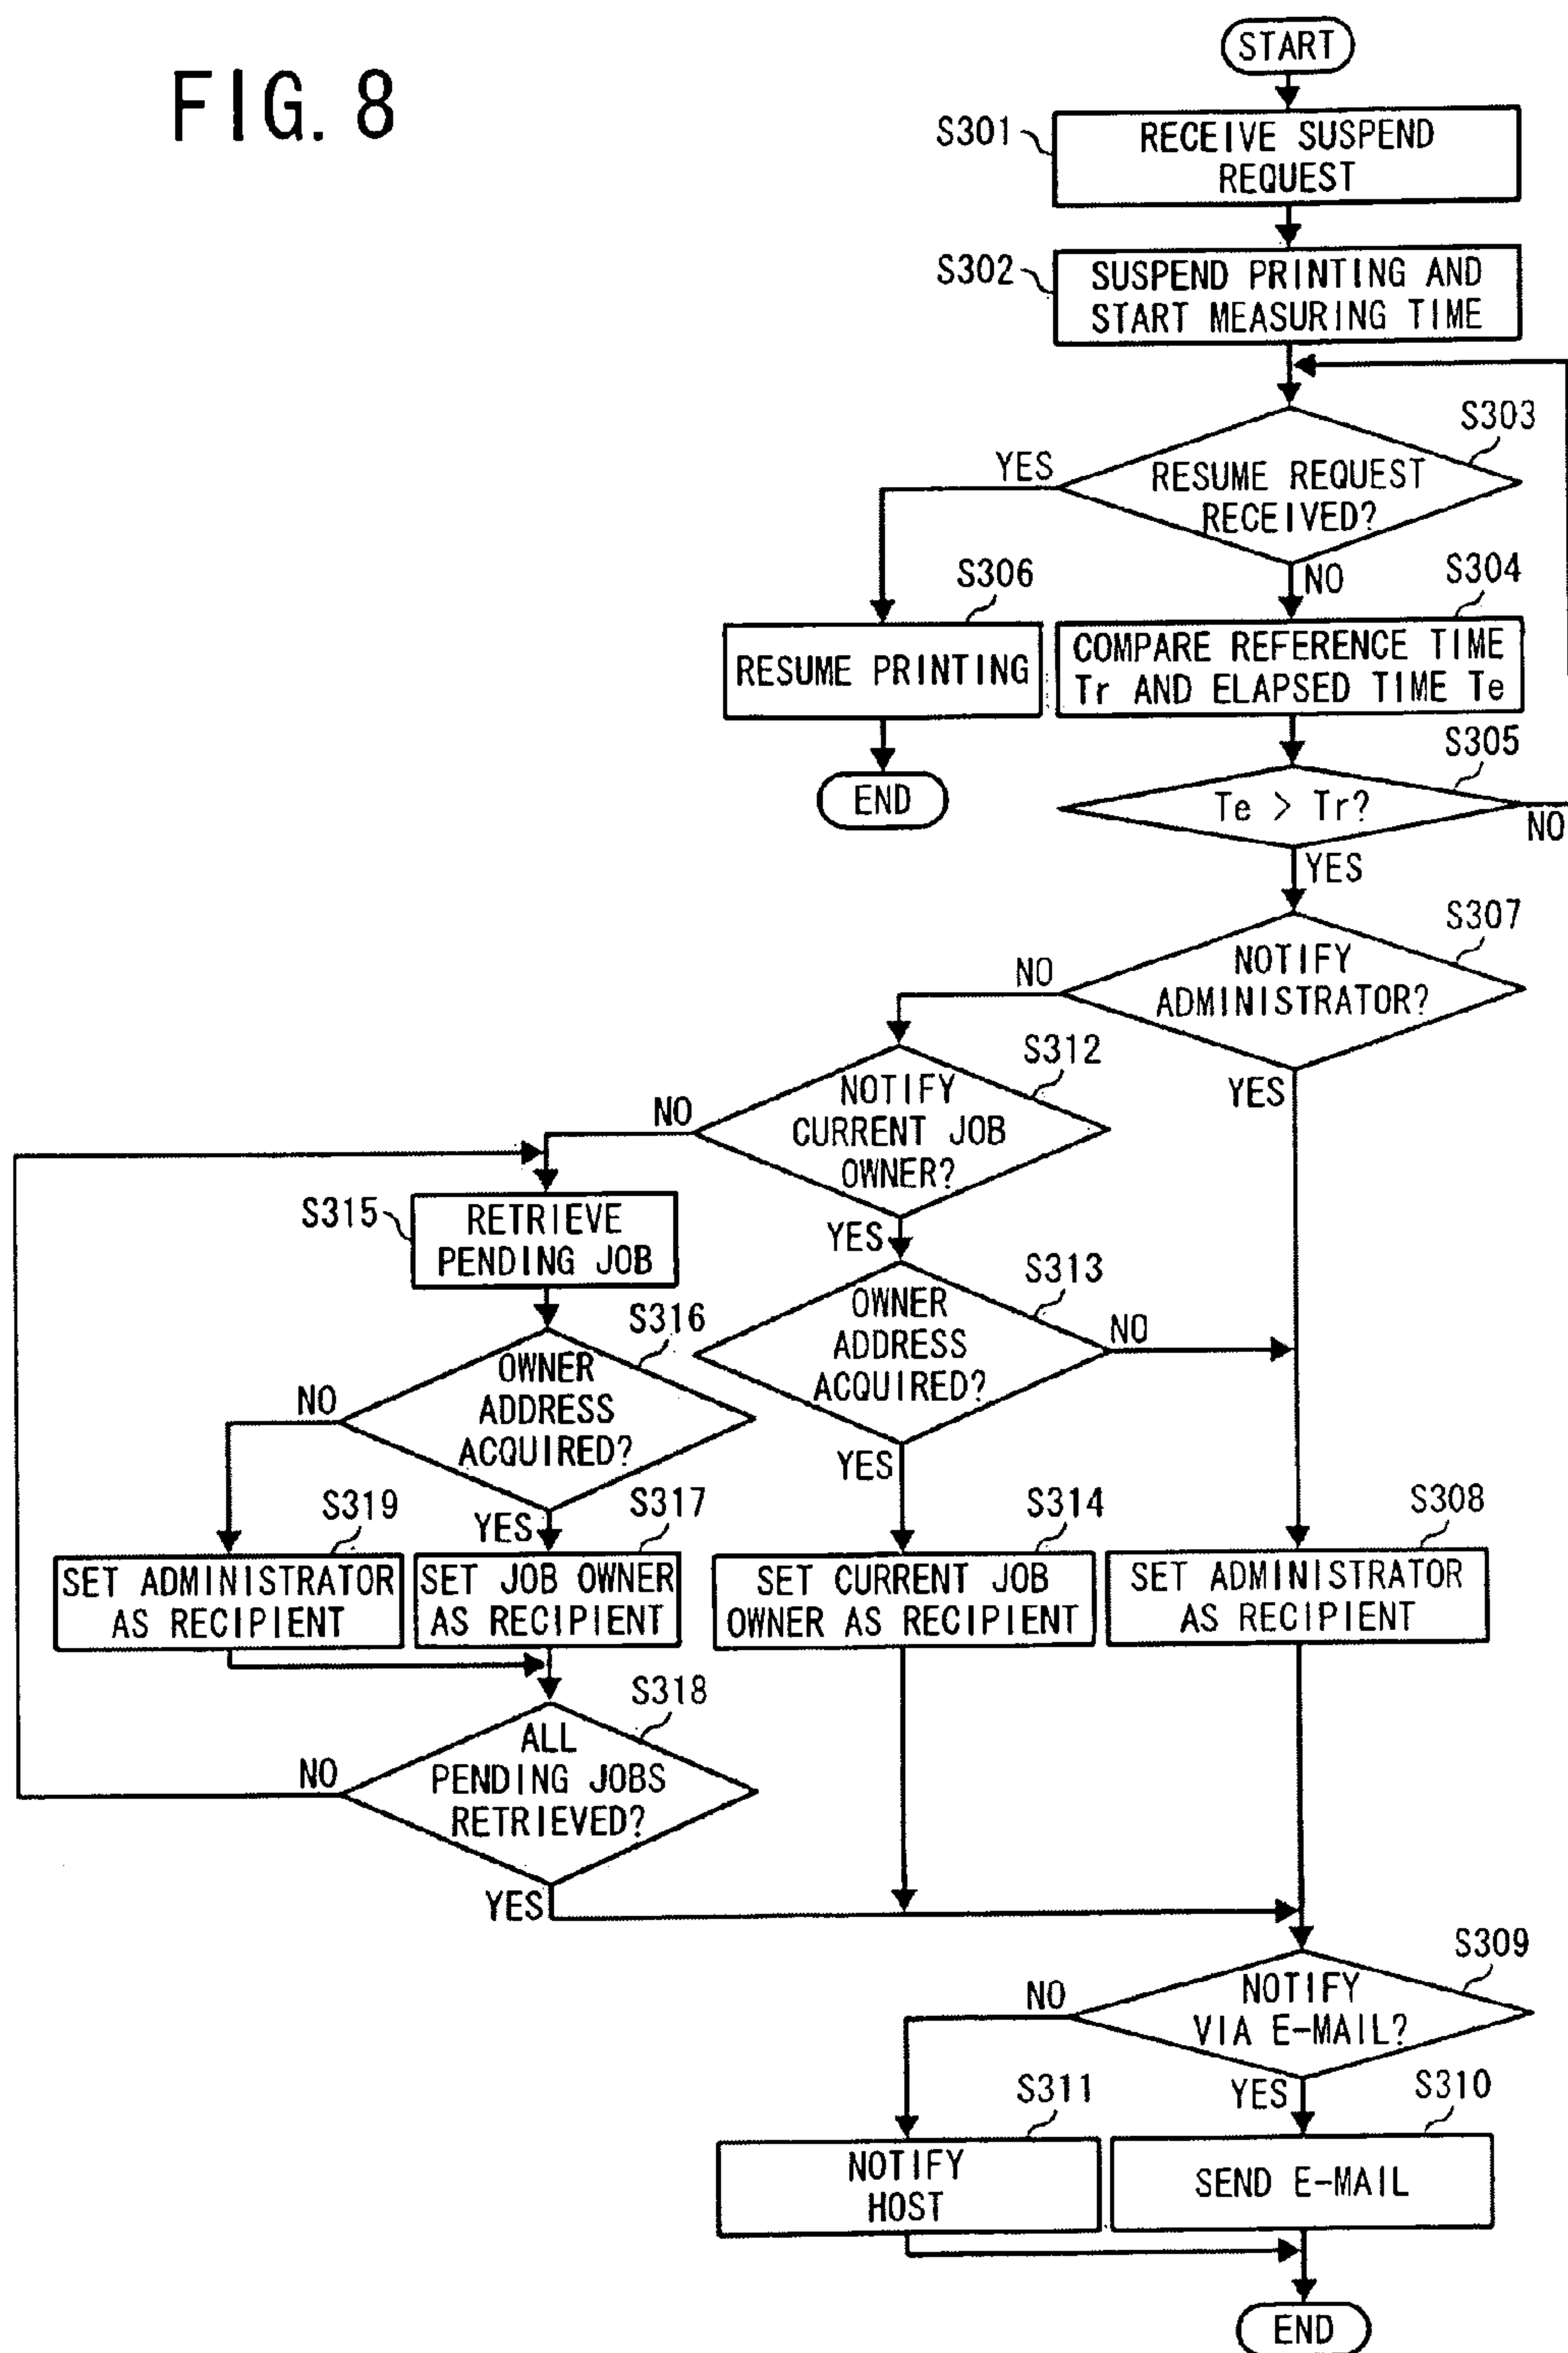 FIG. 8
START
S301
RECEIVE SUSPEND
REQUEST
S302
SUSPEND PRINTING AND
START MEASURING TIME
S303
YES
RESUME REQUEST
RECEIVED?
NO
S306
S304
RESUME PRINTING
COMPARE REFERENCE TIME
Tr AND ELAPSED TIME Te
END
S305
Te > Tr?
NO
YES
S307
NO
NOTIFY
ADMINISTRATOR?
YES
S312
NO
NOTIFY
CURRENT JOB
OWNER?
YES
S315
RETRIEVE
PENDING JOB
S313
OWNER
ADDRESS
ACQUIRED?
NO
YES
S316
NO
OWNER
ADDRESS
ACQUIRED?
YES
S319
SET ADMINISTRATOR
AS RECIPIENT
S317
SET JOB OWNER
AS RECIPIENT
S314
SET CURRENT JOB
OWNER AS RECIPIENT
S308
SET ADMINISTRATOR
AS RECIPIENT
S318
NO
ALL
PENDING JOBS
RETRIEVED?
YES
S309
NO
NOTIFY
VIA E-MAIL?
YES
S311
NOTIFY
HOST
S310
SEND E-MAIL
END